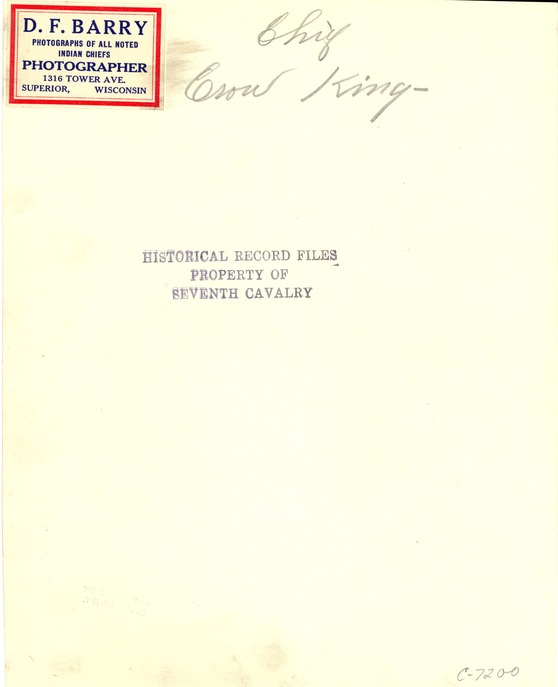 D. F. BARRY
PHOTOGRAPHS OF ALL NOTED
INDIAN CHIEFS
PHOTOGRAPHER
1316 TOWER AVE.
SUPERIOR, WISCONSIN
Chief
Crow King-
HISTORICAL RECORD FILES
PROPERTY OF
SEVENTH CAVALRY
C-7200